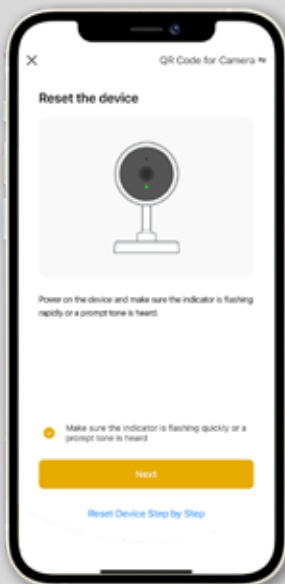 QR Code for Camera
Reset the device
Power on the device and make sure the indicator is flashing
rapidly or a prompt tone is heard.
Make sure the indicator is flashing quickly or a
prompt tone is heard
Next
Reset Device Step by Step